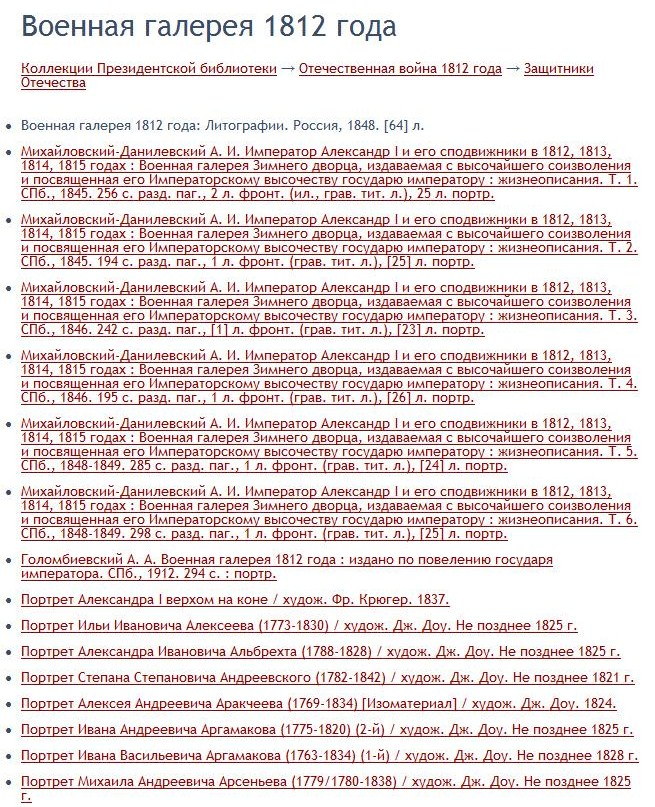 Военная галерея 1812 года
Коллекции Президентской библиотеки → Отечественная война 1812 года → Защитники
Отечества
• Военная галерея 1812 года: Литографии. Россия, 1848. [64] л.
• Михайловский-Данилевский А. И. Император Александр I и его сподвижники в 1812, 1813,
1814, 1815 годах : Военная галерея Зимнего дворца, издаваемая с высочайшего соизволения
и посвященная его Императорскому высочеству государю императору : жизнеописания. Т. 1.
СПб., 1845. 256 с. разд. паг., 2 л. фронт. (ил., грав. тит. л.), 25 л. портр.
• Михайловский-Данилевский А. И. Император Александр I и его сподвижники в 1812, 1813,
1814, 1815 годах : Военная галерея Зимнего дворца, издаваемая с высочайшего соизволения
и посвященная его Императорскому высочеству государю императору : жизнеописания. Т. 2.
СПб., 1845. 194 с. разд. паг., 1 л. фронт. (грав. тит. л.), [25] л. портр.
• Михайловский-Данилевский А. И. Император Александр I и его сподвижники в 1812, 1813,
1814, 1815 годах : Военная галерея Зимнего дворца, издаваемая с высочайшего соизволения
и посвященная его Императорскому высочеству государю императору : жизнеописания. Т. 3.
СПб., 1846. 242 с. разд. паг., [1] л. фронт. (грав. тит. л.), [23] л. портр.
• Михайловский-Данилевский А. И. Император Александр I и его сподвижники в 1812, 1813,
1814, 1815 годах : Военная галерея Зимнего дворца, издаваемая с высочайшего соизволения
и посвященная его Императорскому высочеству государю императору : жизнеописания. Т. 4.
СПб., 1846. 195 с. разд. паг., 1 л. фронт. (грав. тит. л.), [26] л. портр.
• Михайловский-Данилевский А. И. Император Александр I и его сподвижники в 1812, 1813,
1814, 1815 годах : Военная галерея Зимнего дворца, издаваемая с высочайшего соизволения
и посвященная его Императорскому высочеству государю императору : жизнеописания. Т. 5.
СПб., 1848-1849. 285 с. разд. паг., 1 л. фронт. (грав. тит. л.), [24] л. портр.
• Михайловский-Данилевский А. И. Император Александр I и его сподвижники в 1812, 1813,
1814, 1815 годах : Военная галерея Зимнего дворца, издаваемая с высочайшего соизволения
и посвященная его Императорскому высочеству государю императору : жизнеописания. Т. 6.
СПб., 1848-1849. 298 с. разд. паг., 1 л. фронт. (грав. тит. л.), [25] л. портр.
• Голомбиевский А. А. Военная галерея 1812 года : издано по повелению государя
императора. СПб., 1912. 294 с. : портр.
• Портрет Александра I верхом на коне / худож. Фр. Крюгер. 1837.
• Портрет Ильи Ивановича Алексеева (1773-1830) / худож. Дж. Доу. Не позднее 1825 г.
• Портрет Александра Ивановича Альбрехта (1788-1828) / худож. Дж. Доу. Не позднее 1825 г.
• Портрет Степана Степановича Андреевского (1782-1842) / худож. Дж. Доу. Не позднее 1821 г.
• Портрет Алексея Андреевича Аракчеева (1769-1834) [Изоматериал] / худож. Дж. Доу. 1824.
• Портрет Ивана Андреевича Аргамакова (1775-1820) (2-й) / худож. Дж. Доу. Не позднее 1825 г.
• Портрет Ивана Васильевича Аргамакова (1763-1834) (1-й) / худож. Дж. Доу. Не позднее 1828 г.
• Портрет Михаила Андреевича Арсеньева (1779/1780-1838) / худож. Дж. Доу. Не позднее 1825
г.